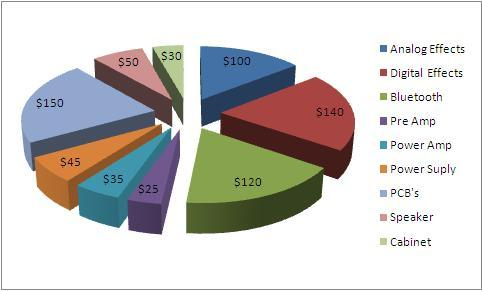 $30
$50
$100
$150
$140
$45
$35
$25
$120
Analog Effects
Digital Effects
Bluetooth
Pre Amp
Power Amp
Power Suply
PCB's
Speaker
Cabinet